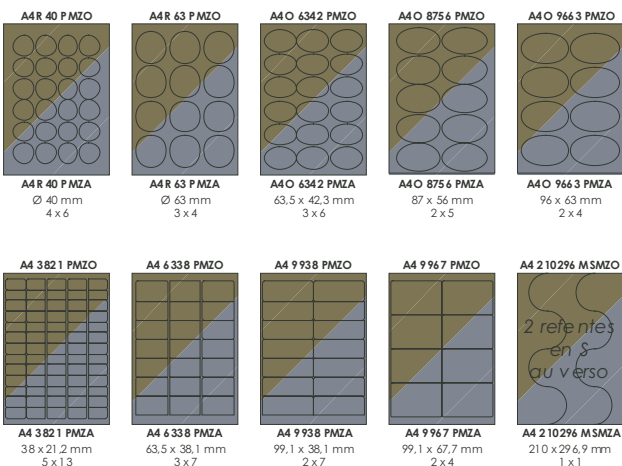 A4R 40 PMZO
A4R 63 PMZO
A4O 6342 PMZO
A4O 8756 PMZO
A4O 9663 PMZO
A4R 40 PMZA
A4R 63 PMZA
A4O 6342 PMZA
A4O 8756 PMZA
A4O 9663 PMZA
Ø 40 mm
Ø 63 mm
63,5 x 42,3 mm
87 x 56 mm
96 x 63 mm
4 x 6
3 x 4
3 x 6
2 x 5
2 x 4
A4 3821 PMZO
A4 6338 PMZO
A4 9938 PMZO
A4 9967 PMZO
A4 210296 MSMZO
2 refentes
en S
au verso
A4 3821 PMZA
A4 6338 PMZA
A4 9938 PMZA
A4 9967 PMZA
A4 210296 MSMZA
38 x 21,2 mm
63,5 x 38,1 mm
99,1 x 38,1 mm
99,1 x 67,7 mm
210 x 296,9 mm
5 x 13
3 x 7
2 x 7
2 x 4
1 x 1